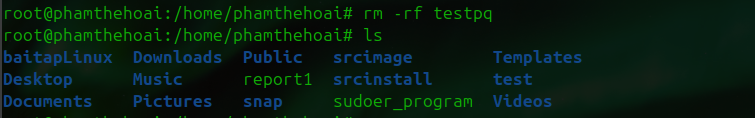 root@phamthehoai:/home/phamthehoai# rm -rf testpq
root@phamthehoai:/home/phamthehoai# ls
baitapLinux Downloads Public srcimage Templates
Desktop Music report1 srcinstall test
Documents Pictures snap sudoer_program Videos